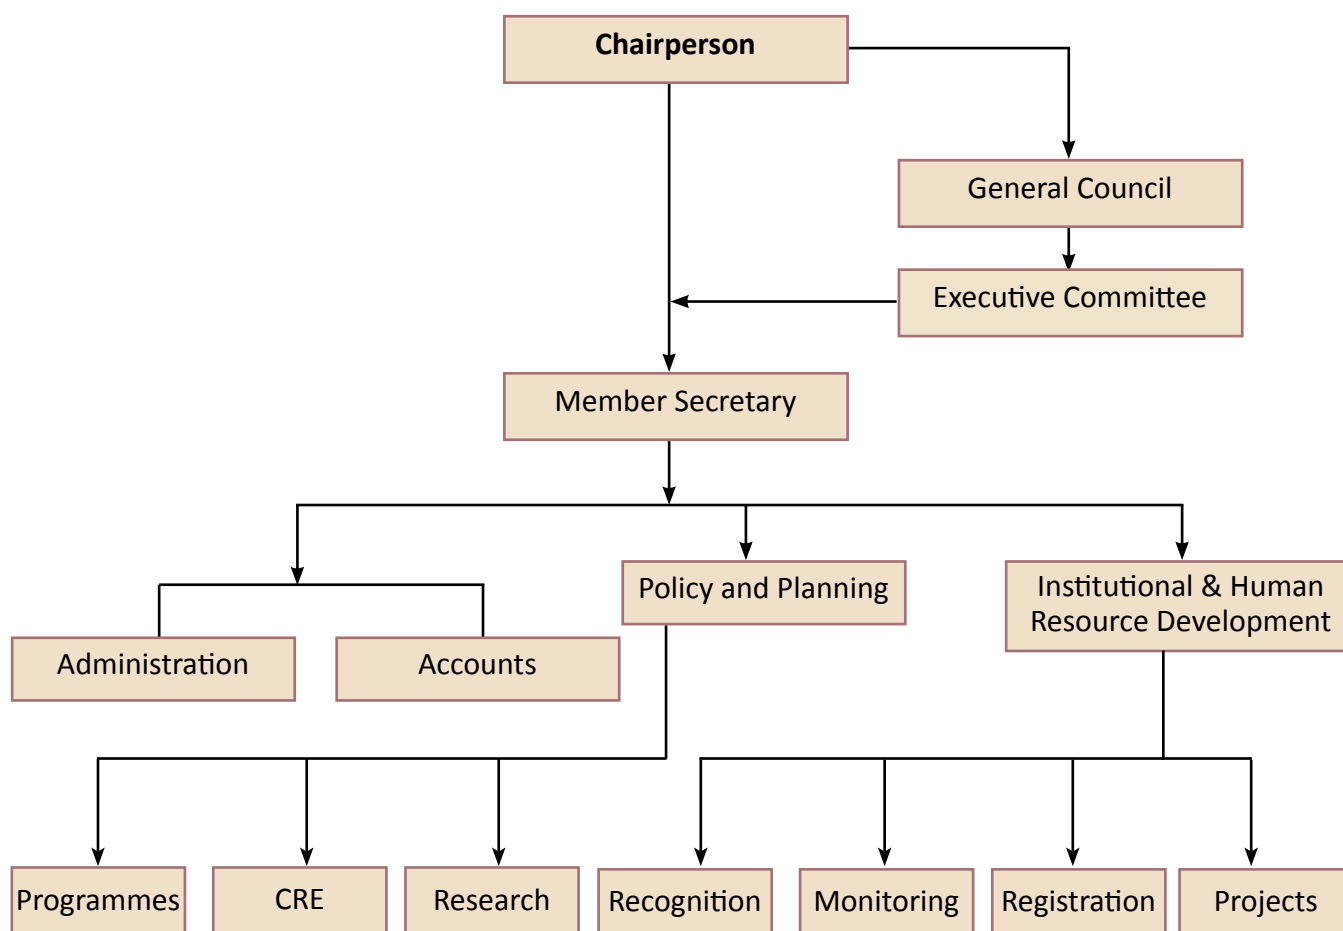 Chairperson
General Council
Executive Committee
Member Secretary
Policy and Planning
Institutional & Human
Resource Development
Administration
Accounts
Programmes
CRE
Research
Recognition
Monitoring
Registration
Projects